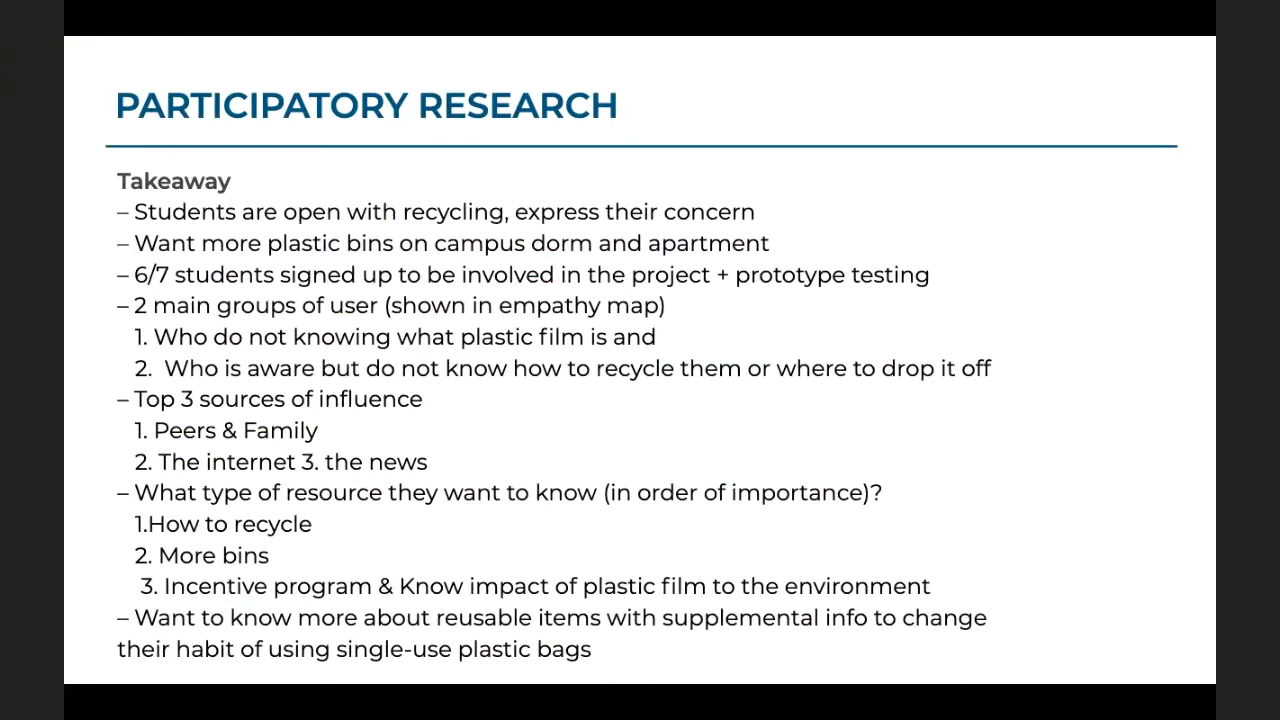 PARTICIPATORY RESEARCH
Takeaway
– Students are open with recycling, express their concern
– Want more plastic bins on campus dorm and apartment
– 6/7 students signed up to be involved in the project + prototype testing
– 2 main groups of user (shown in empathy map)
1. Who do not knowing what plastic film is and
2. Who is aware but do not know how to recycle them or where to drop it off
– Top 3 sources of influence
1. Peers & Family
2. The internet 3. the news
– What type of resource they want to know (in order of importance)?
1.How to recycle
2. More bins
3. Incentive program & Know impact of plastic film to the environment
– Want to know more about reusable items with supplemental info to change
their habit of using single-use plastic bags